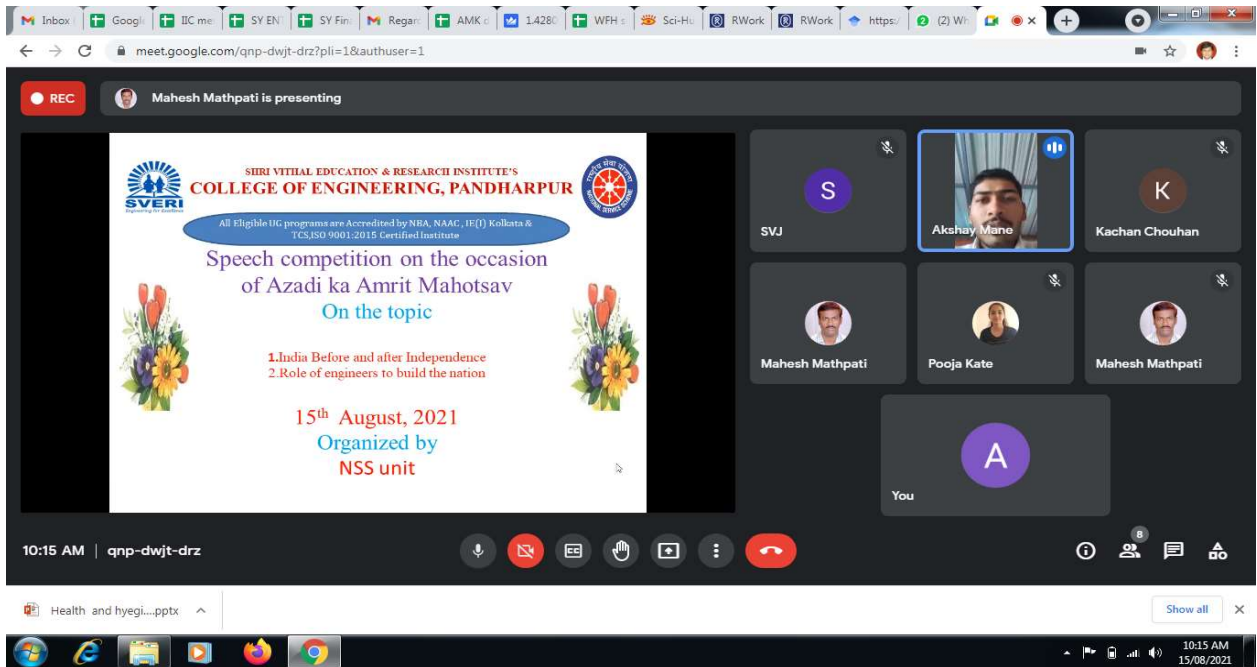 Inbox
Googl
IIC me
SY EN
SY Fin
Regar
AMK
1.428
WFH
Sci-Hu
RWork
RWork
https:/
(2) Wh
meet.google.com/qnp-dwjt-drz?pli=1&authuser=1
REC
Mahesh Mathpati is presenting
SVERI
SHRI VITHAL EDUCATION & RESEARCH INSTITUTE'S
COLLEGE OF ENGINEERING, PANDHARPUR
All Eligible UG programs are Accredited by NBA, NAAC , IE(I) Kolkata &
TCS,ISO 9001:2015 Certified Institute
Speech competition on the occasion
of Azadi ka Amrit Mahotsav
On the topic
1.India Before and after Independence
2.Role of engineers to build the nation
15th August, 2021
Organized by
NSS unit
S
SVJ
Akshay Mane
K
Kachan Chouhan
Mahesh Mathpati
Pooja Kate
Mahesh Mathpati
A
You
10:15 AM | qnp-dwjt-drz
CC
8
Health and hyegi....pptx
Show all
10:15 AM
15/08/2021